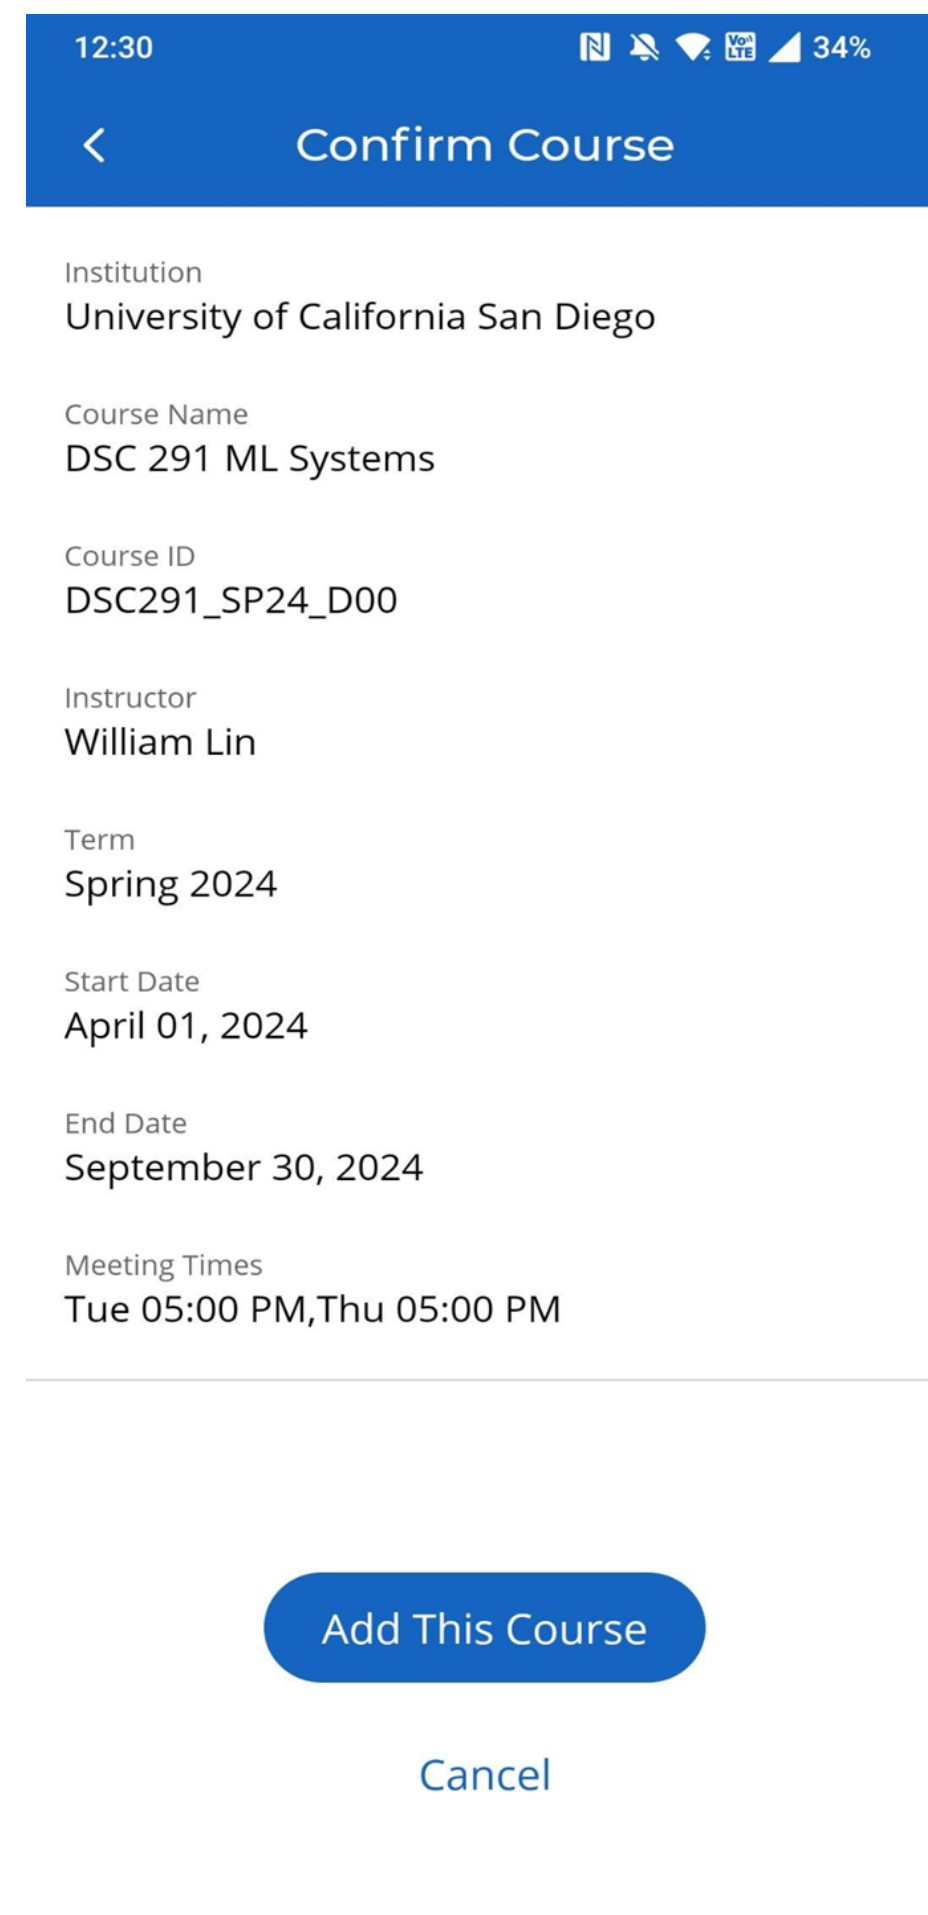 12:30 VoLTE 34%
Confirm Course
Institution
University of California San Diego
Course Name
DSC 291 ML Systems
Course ID
DSC291_SP24_D00
Instructor
William Lin
Term
Spring 2024
Start Date
April 01, 2024
End Date
September 30, 2024
Meeting Times
Tue 05:00 PM,Thu 05:00 PM
Add This Course
Cancel